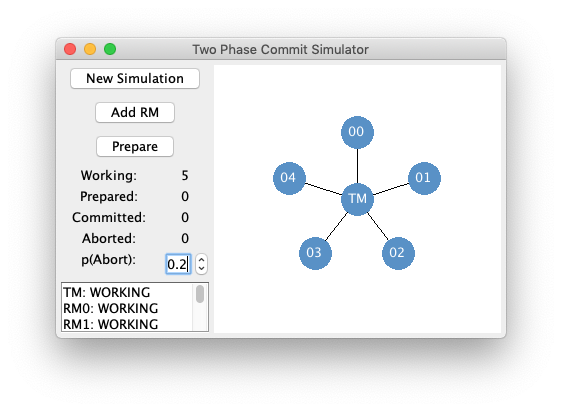 Two Phase Commit Simulator
New Simulation
Add RM
Prepare
Working: 5
Prepared: 0
Committed: 0
Aborted: 0
p(Abort): 0.2
TM: WORKING
RM0: WORKING
RM1: WORKING
00
04
01
TM
03
02